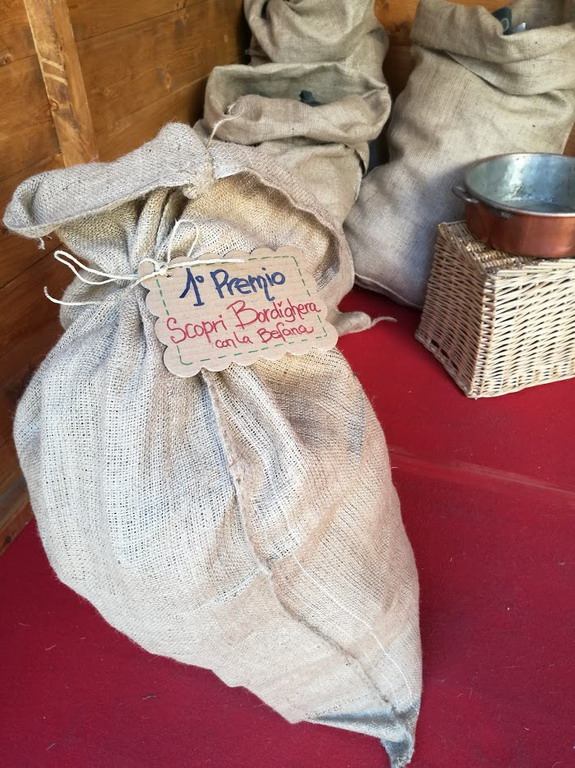 1° Premio
Scopri Bordighera
con la Befana